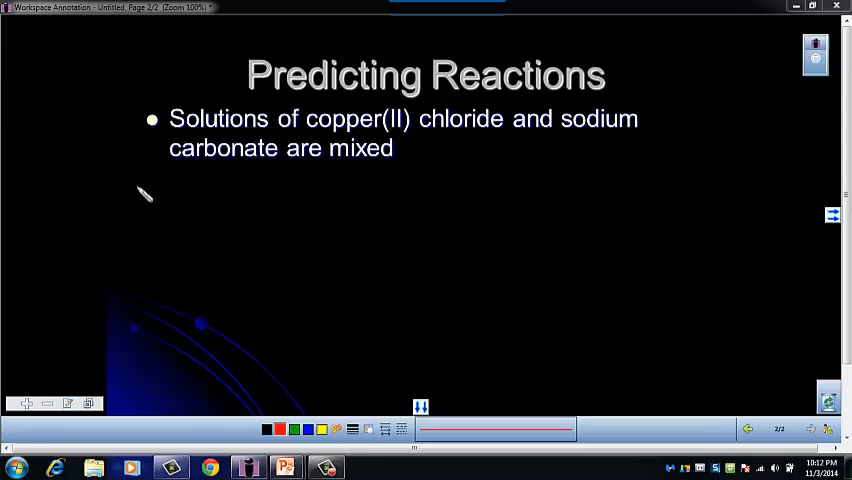 Workspace Annotation - Untitled, Page 2/2 (Zoom 100%) *
Predicting Reactions
Solutions of copper(II) chloride and sodium
carbonate are mixed
2/2
10:12 PM
11/3/2014